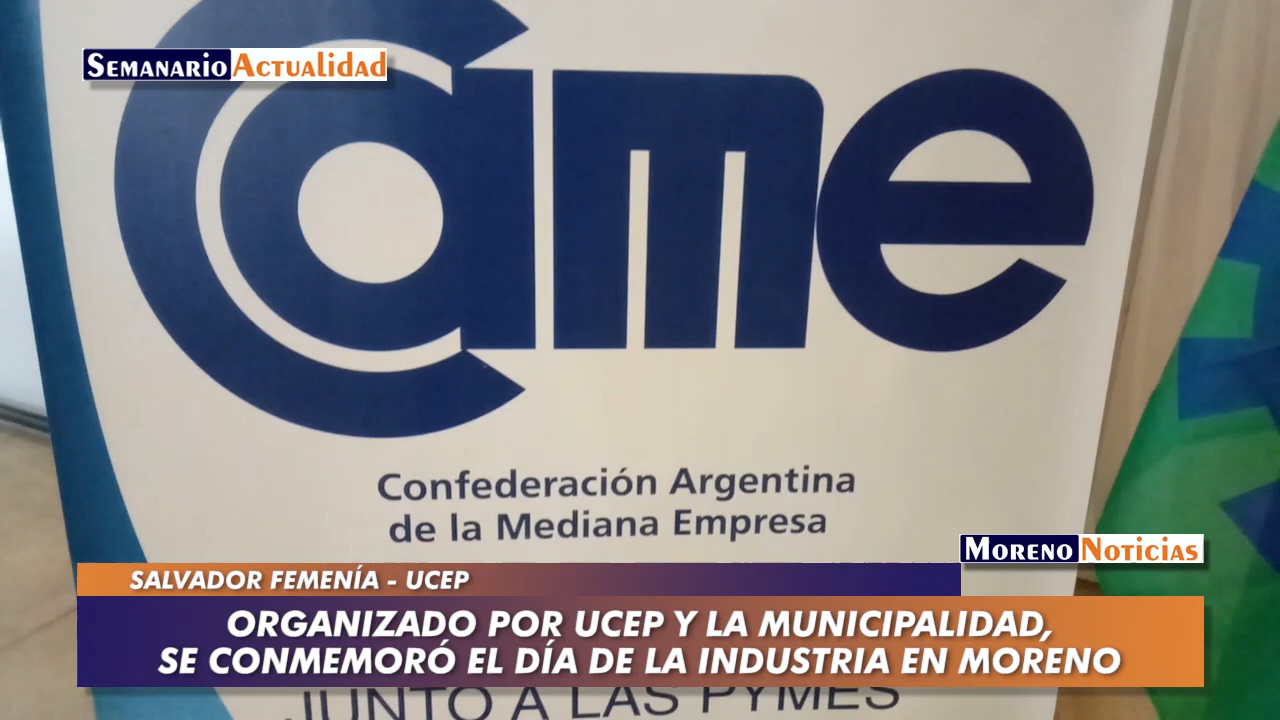 Semanario Actualidad
Came
Confederación Argentina
de la Mediana Empresa
Moreno Noticias
SALVADOR FEMENÍA - UCEP
ORGANIZADO POR UCEP Y LA MUNICIPALIDAD,
SE CONMEMORÓ EL DÍA DE LA INDUSTRIA EN MORENO
JUNTO A LAS PYMES